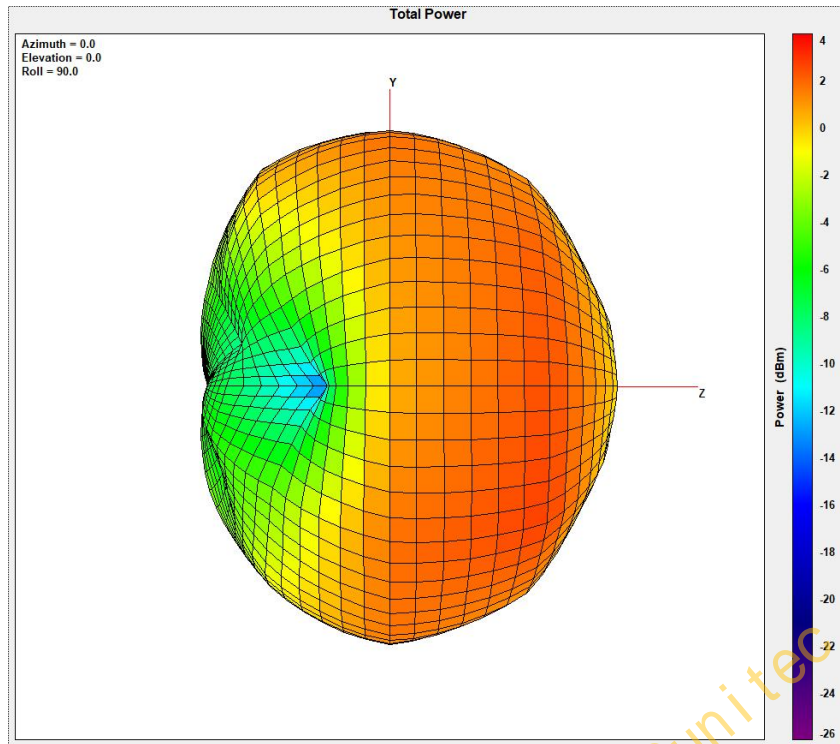 Total Power
Azimuth = 0.0
Elevation = 0.0
Roll = 90.0
Y
Z
4
2
0
-2
-4
-6
-8
-10
-12
-14
-16
-18
-20
-22
-24
-26
Power (dBm)